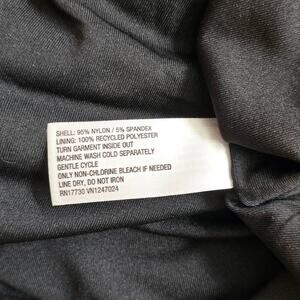 SHELL: 95% NYLON / 5% SPANDEX
LINING: 100% RECYCLED POLYESTER
TURN GARMENT INSIDE OUT
MACHINE WASH COLD SEPARATELY
GENTLE CYCLE
ONLY NON-CHLORINE BLEACH IF NEEDED
LINE DRY, DO NOT IRON
RN17730 VN1247024